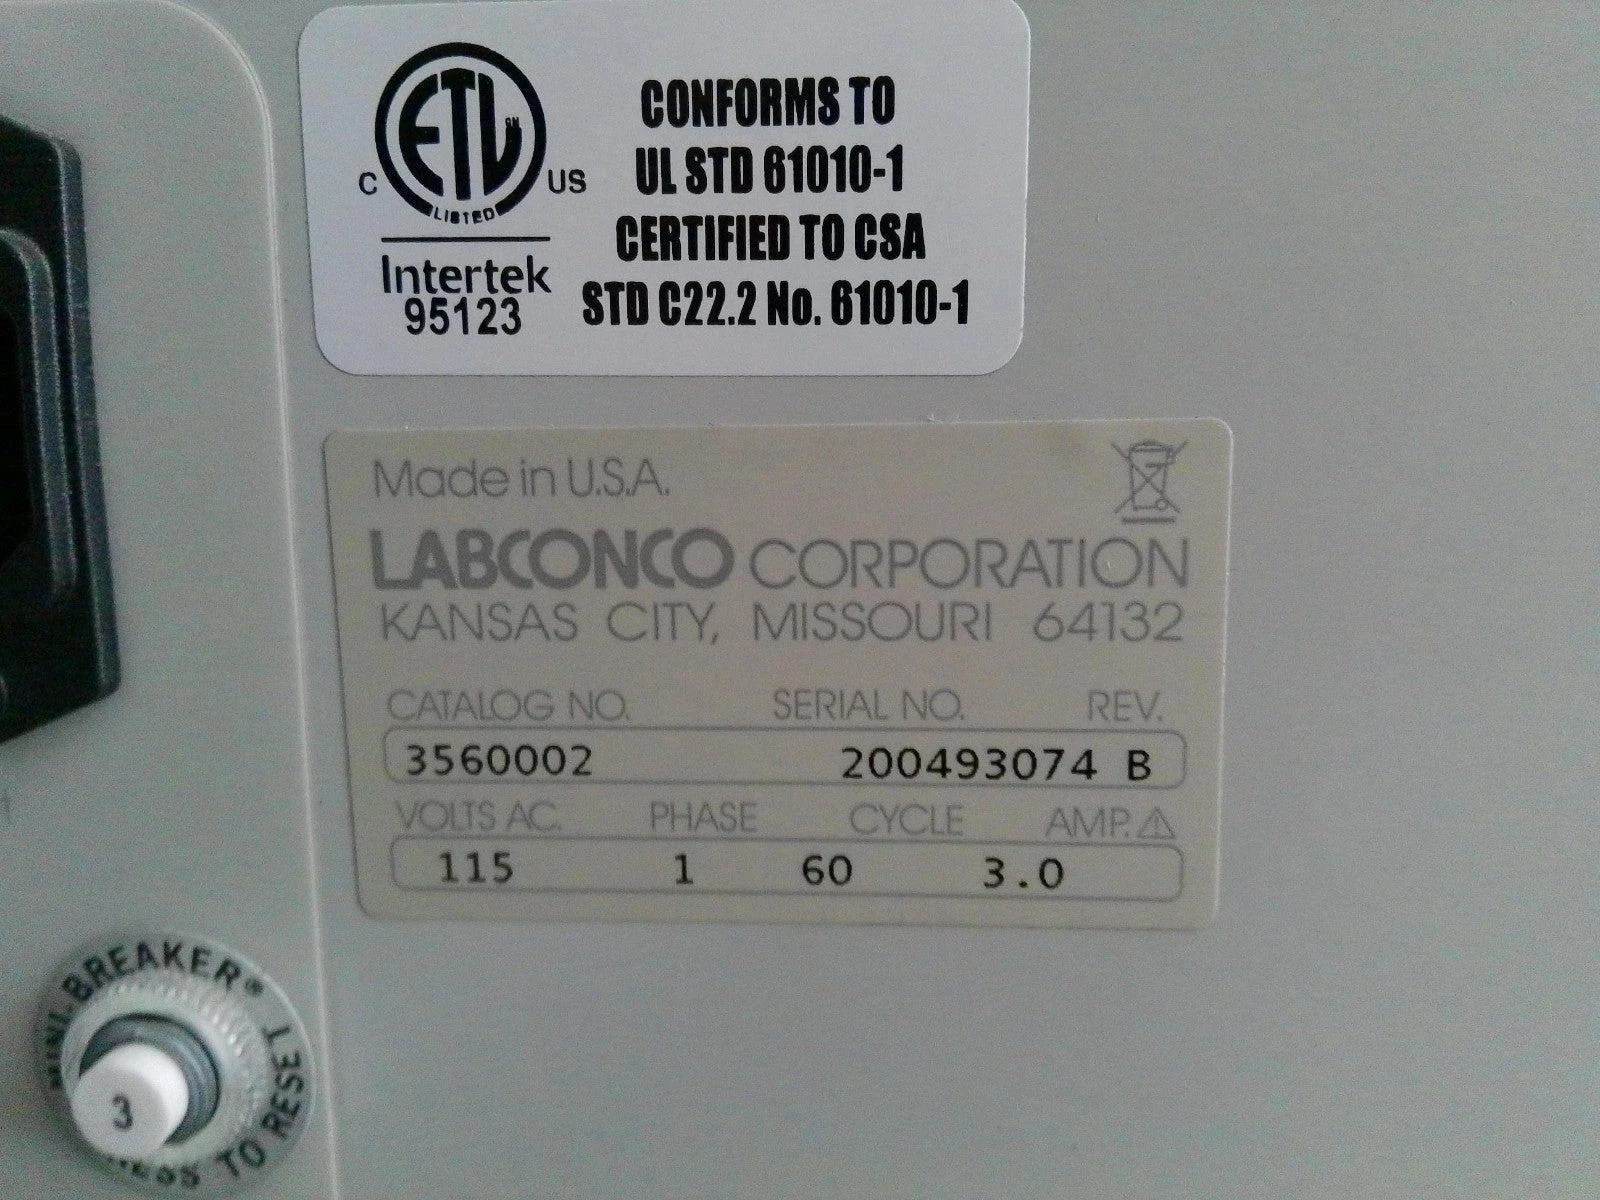 ETL
CM
LISTED
C
US
Intertek
95123
CONFORMS TO
UL STD 61010-1
CERTIFIED TO CSA
STD C22.2 No. 61010-1
Made in U.S.A.
LABCONCO CORPORATION
KANSAS CITY, MISSOURI 64132
CATALOG NO. SERIAL NO. REV.
3560002 200493074 B
VOLTS AC. PHASE CYCLE AMP.
115 1 60 3.0
MINI-BREAKER®
TO RESET
3